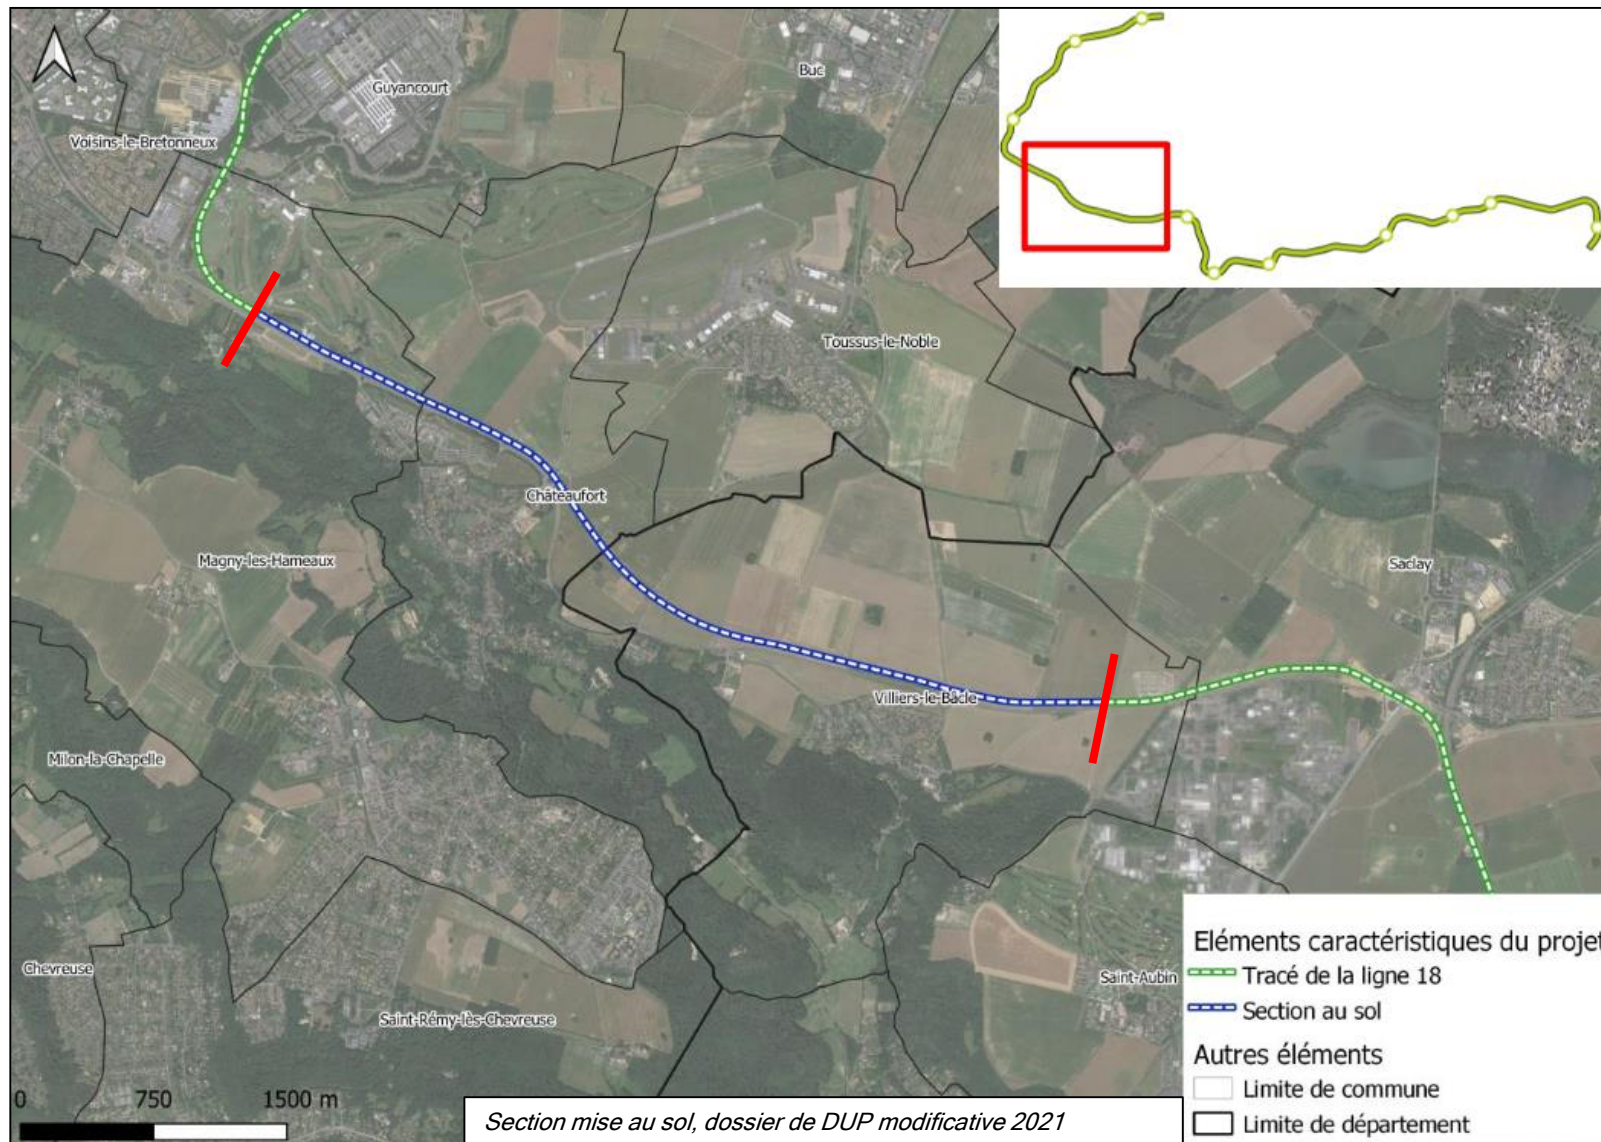 Buc
Guyancourt
Voisins-le-Bretonneux
Toussus-le-Noble
Châteaufort
Magny-les-Hameaux
Saclay
Villiers-le-Bâcle
Milon-la-Chapelle
Chevreuse
Saint-Aubin
Saint-Rémy-lès-Chevreuse
Eléments caractéristiques du projet
Tracé de la ligne 18
Section au sol
Autres éléments
Limite de commune
Limite de département
0 750 1500 m
Section mise au sol, dossier de DUP modificative 2021